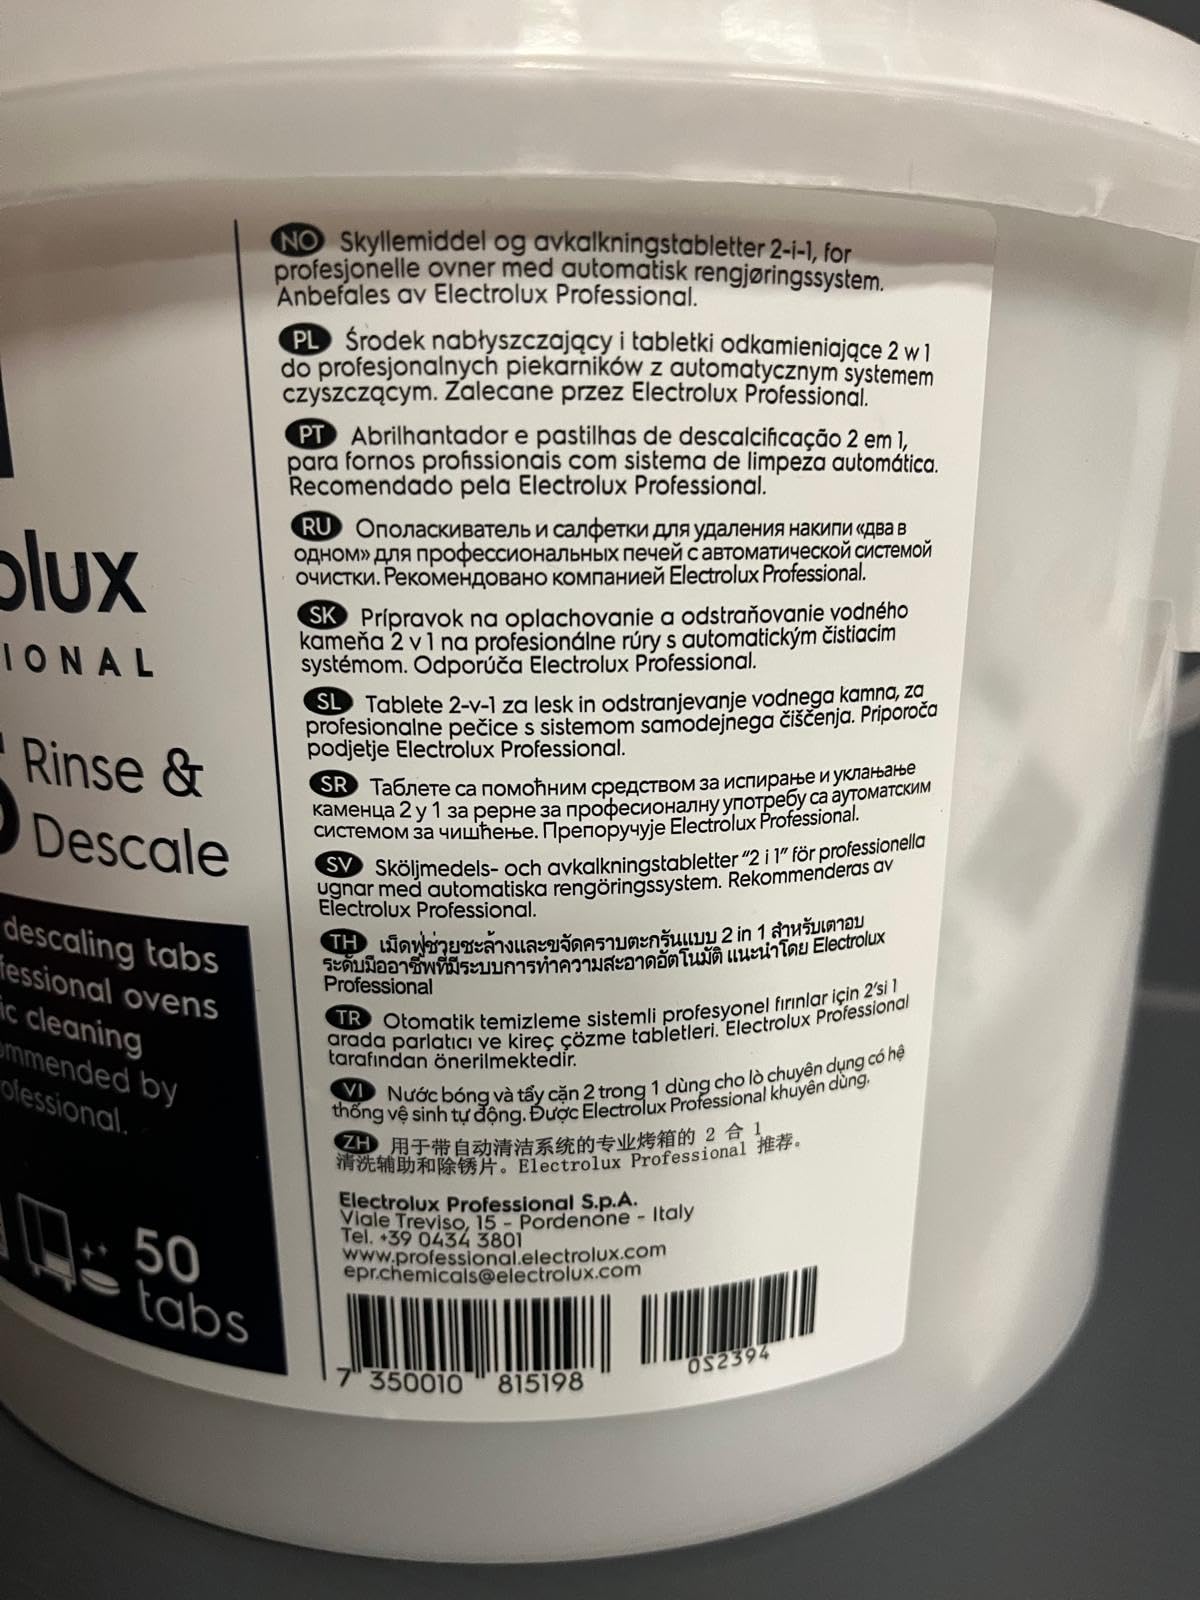 olux
IONAL
Rinse &
Descale
descaling tabs
ovens
cleaning
by
50
tabs
NO Skyllemiddel og avkalkningstabletter 2-i-1, for
profesjonelle ovner med automatisk rengjøringssystem.
Anbefales av Electrolux Professional.
PL Środek nabłyszczający i tabletki odkamieniające 2 w 1
do profesjonalnych piekarników z automatycznym systemem
czyszczącym. Zalecane przez Electrolux Professional.
PT Abrilhantador e pastilhas de descalcificação 2 em 1,
para fornos profissionais com sistema de limpeza automática.
Recomendado pela Electrolux Professional.
RU Ополаскиватель и салфетки для удаления накипи «два в
одном» для профессиональных печей с автоматической системой
очистки. Рекомендовано компанией Electrolux Professional.
SK Prípravok na oplachovanie a odstraňovanie vodného
kameňa 2 v 1 na profesionálne rúry s automatickým čistiacim
systémom. Odporúča Electrolux Professional.
SL Tablete 2-v-1 za lesk in odstranjevanje vodnega kamna, za
profesionalne pečice s sistemom samodejnega čiščenja. Priporoča
podjetje Electrolux Professional.
SR Таблете са помоћним средством за испирање и уклањање
каменца 2 у 1 за рерне за професионалну употребу са аутоматским
системом за чишћење. Препоручује Electrolux Professional.
SV Sköljmedels- och avkalkningstabletter "2 i 1" för professionella
ugnar med automatiska rengöringssystem. Rekommenderas av
Electrolux Professional.
TH เม็ดฟู่ช่วยชะล้างและขจัดคราบตะกรันแบบ 2 in 1 สำหรับเตาอบ
ระดับมืออาชีพที่มีระบบการทำความสะอาดอัตโนมัติ แนะนำโดย Electrolux
Professional
TR Otomatik temizleme sistemli profesyonel fırınlar için 2'si 1
arada parlatıcı ve kireç çözme tabletleri. Electrolux Professional
tarafından önerilmektedir.
VI Nước bóng và tẩy cặn 2 trong 1 dùng cho lò chuyên dụng có hệ
thống vệ sinh tự động. Được Electrolux Professional khuyên dùng.
ZH 用于带自动清洁系统的专业烤箱的 2 合 1
清洗辅助和除锈片。Electrolux Professional 推荐。
Electrolux Professional S.p.A.
Viale Treviso, 15 - Pordenone - Italy
Tel. +39 0434 3801
www.professional.electrolux.com
epr.chemicals@electrolux.com
7 350010 815198
0S2394